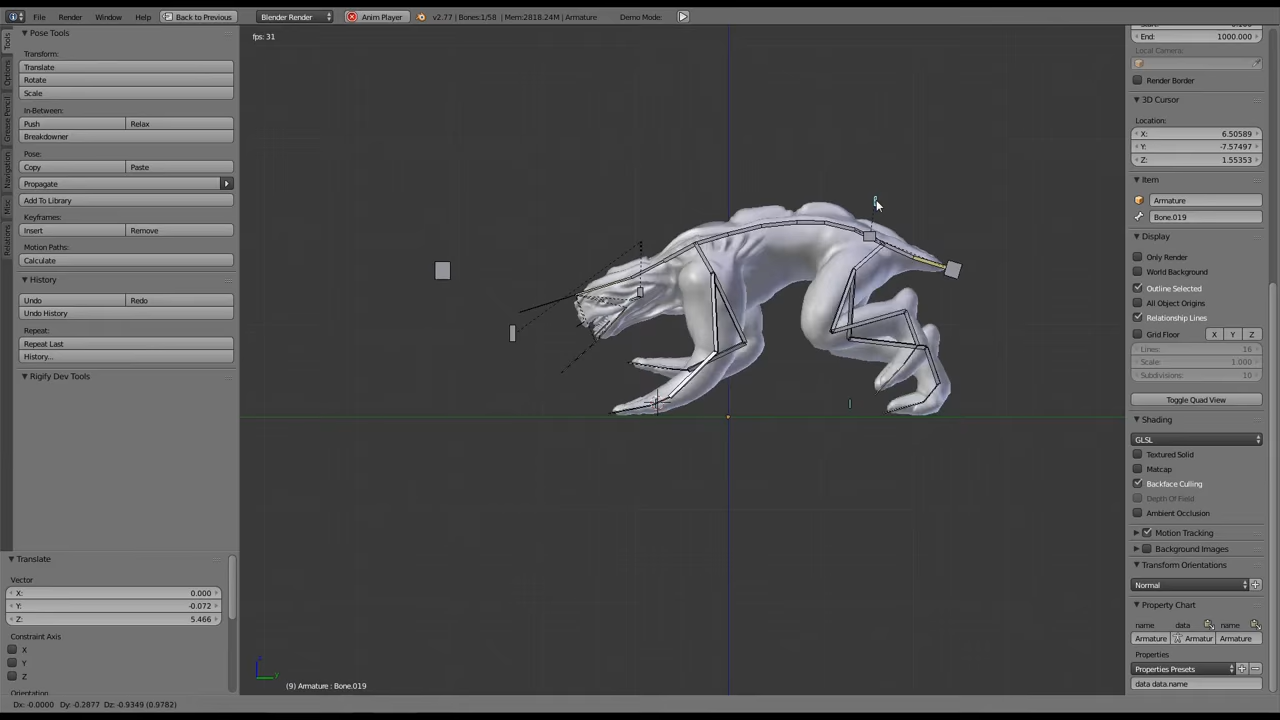 File Render Window Help Back to Previous Blender Render Anim Player v2.77 | Bones:1/58 | Mem:2818.24M | Armature Demo Mode:
Tools
Options
Grease Pencil
Navigation
Misc
Relations
Pose Tools
Transform:
Translate
Rotate
Scale
In-Between:
Push Relax
Breakdowner
Pose:
Copy Paste
Propagate
Add To Library
Keyframes:
Insert Remove
Motion Paths:
Calculate
History
Undo Redo
Undo History
Repeat:
Repeat Last
History...
Rigify Dev Tools
Translate
Vector
X: 0.000
Y: -0.072
Z: 5.466
Constraint Axis
X
Y
Z
Orientation
fps: 31
z
y
(9) Armature : Bone.019
Dx: -0.0000 Dy: -0.2877 Dz: -0.9349 (0.9782)
End: 1000.000
Local Camera:
Render Border
3D Cursor
Location:
X: 6.50589
Y: -7.57497
Z: 1.55353
Item
Armature
Bone.019
Display
Only Render
World Background
Outline Selected
All Object Origins
Relationship Lines
Grid Floor X Y Z
Lines: 16
Scale: 1.000
Subdivisions: 10
Toggle Quad View
Shading
GLSL
Textured Solid
Matcap
Backface Culling
Depth Of Field
Ambient Occlusion
Motion Tracking
Background Images
Transform Orientations
Normal
Property Chart
name data name
Armature Armatur Armature
Properties
Properties Presets
data data.name